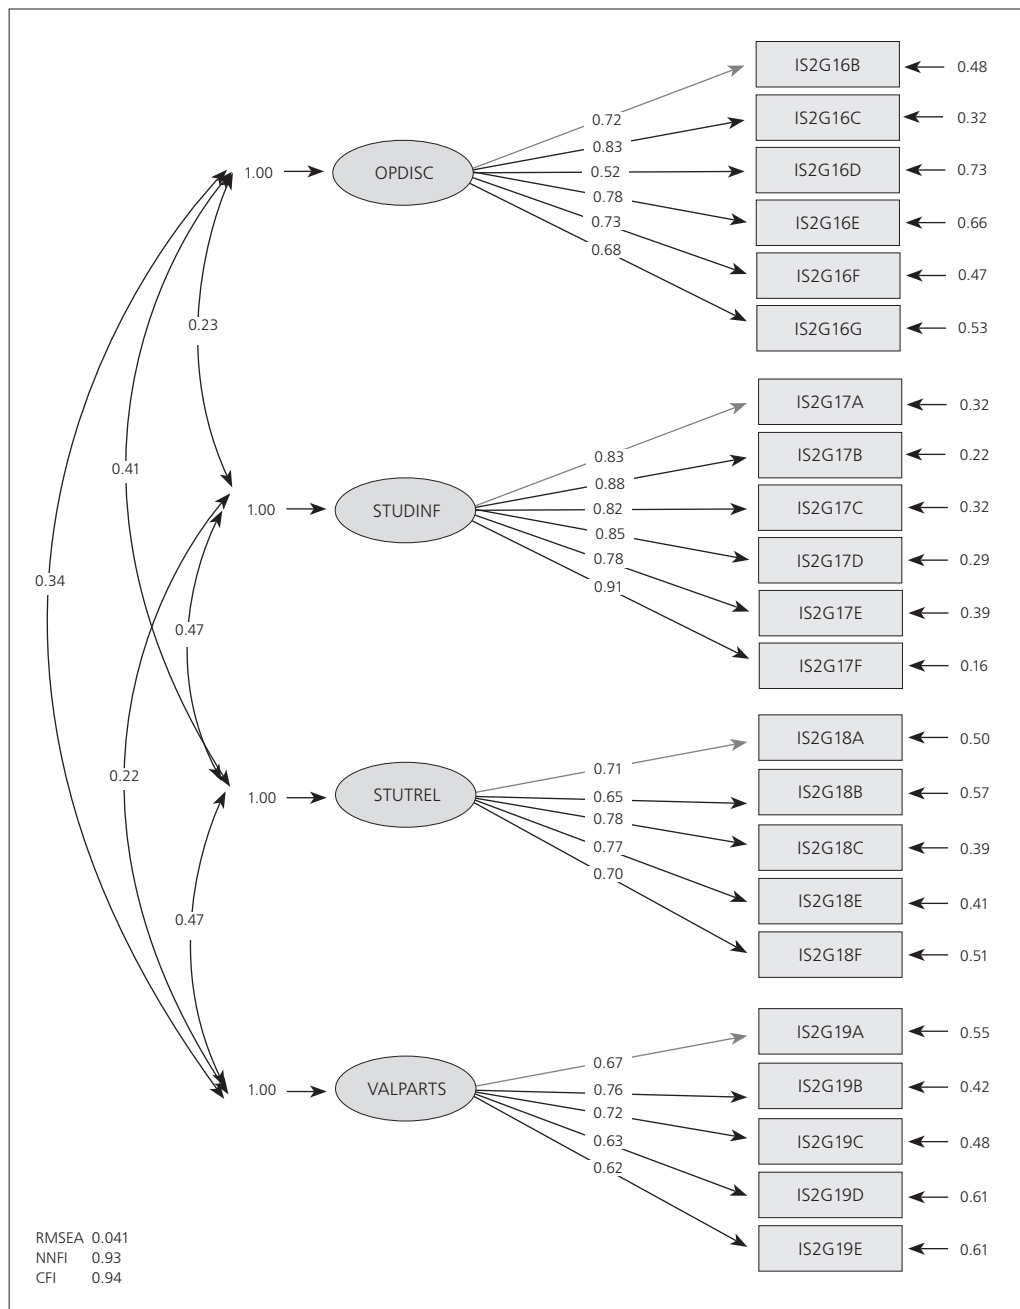 IS2G16B 0.48
0.72
IS2G16C 0.32
0.83
1.00 OPDISC 0.52 IS2G16D 0.73
0.78
IS2G16E 0.66
0.73
0.68
IS2G16F 0.47
0.23
IS2G16G 0.53
IS2G17A 0.32
0.83
IS2G17B 0.22
0.41
0.88
1.00 STUDINF 0.82 IS2G17C 0.32
0.85
0.78 IS2G17D 0.29
0.34
0.91
IS2G17E 0.39
0.47
IS2G17F 0.16
IS2G18A 0.50
0.71
0.22
1.00 STUTREL 0.65 IS2G18B 0.57
0.78
0.77 IS2G18C 0.39
0.70
IS2G18E 0.41
0.47
IS2G18F 0.51
IS2G19A 0.55
0.67
1.00 VALPARTS 0.76 IS2G19B 0.42
0.72
0.63 IS2G19C 0.48
0.62
IS2G19D 0.61
RMSEA 0.041
IS2G19E 0.61
NNFI 0.93
CFI 0.94